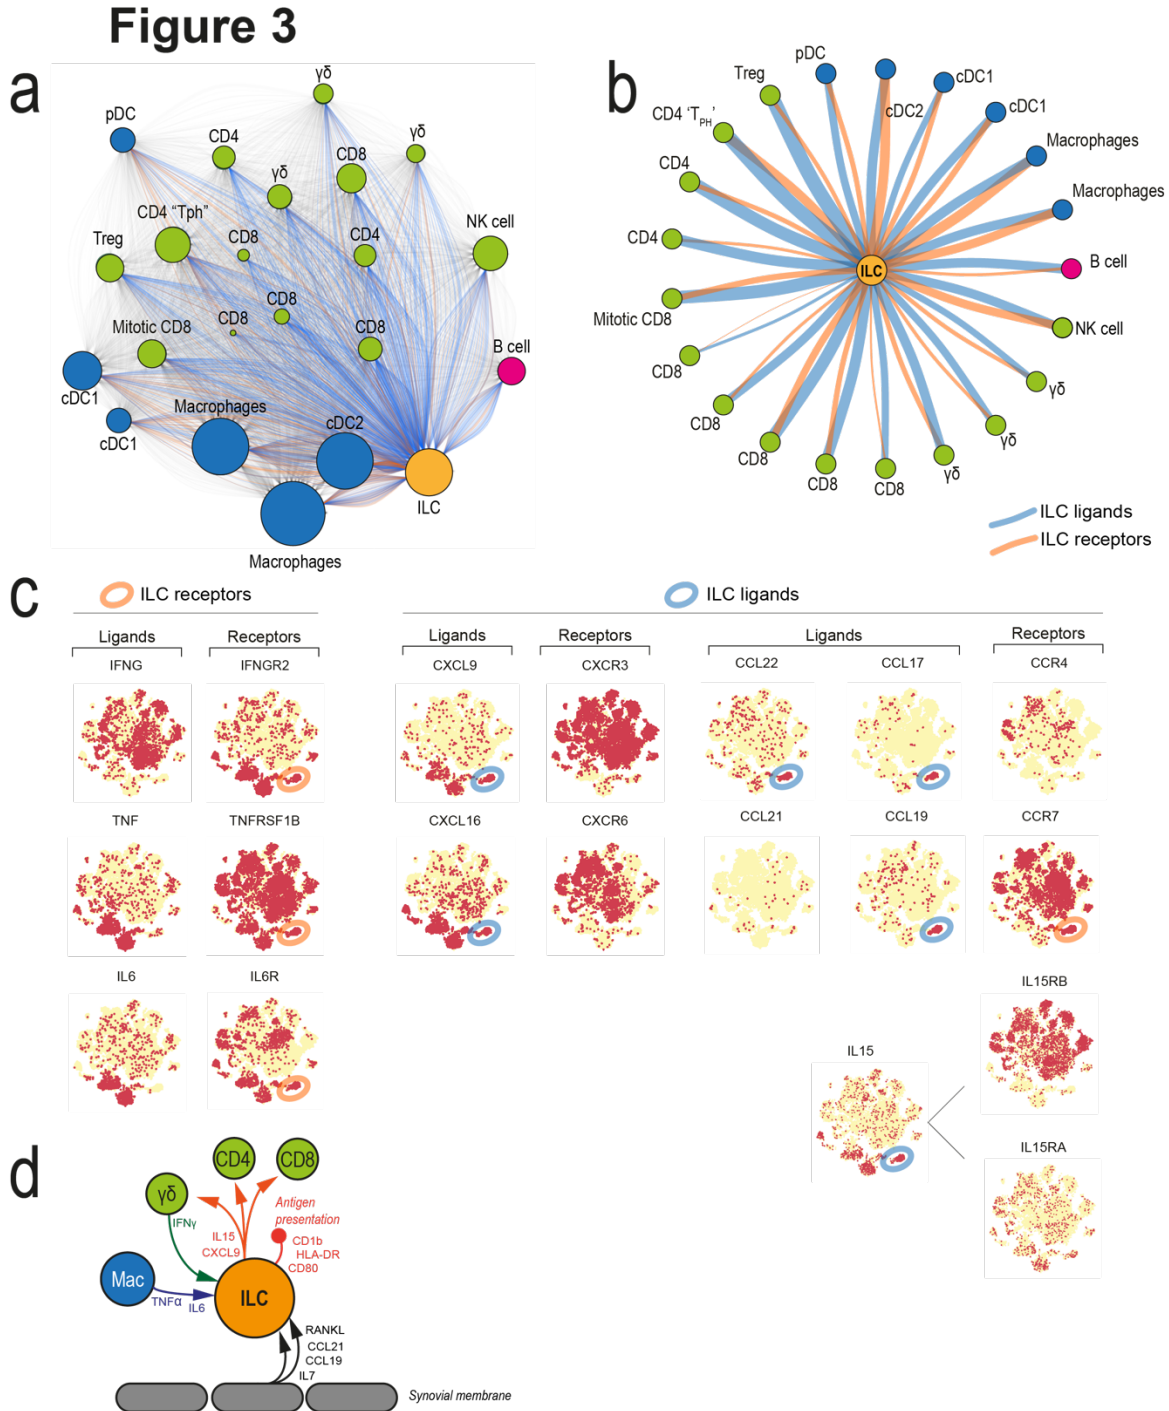 Figure 3
a
γδ
pDC
CD4
γδ
γδ
CD8
CD4 “Tph”
Treg
CD8
CD4
NK cell
CD8
CD8
Mitotic CD8
CD8
B cell
cDC1
Macrophages
cDC2
cDC1
ILC
Macrophages
b
pDC
Treg
cDC1
cDC2
cDC1
CD4 ‘TPH’
Macrophages
CD4
Macrophages
CD4
ILC
B cell
Mitotic CD8
NK cell
CD8
γδ
CD8
γδ
CD8
γδ
CD8
CD8
ILC ligands
ILC receptors
c
ILC receptors
ILC ligands
Ligands
Receptors
Ligands
Receptors
Ligands
Receptors
IFNG
IFNGR2
CXCL9
CXCR3
CCL22
CCL17
CCR4
TNF
TNFRSF1B
CXCL16
CXCR6
CCL21
CCL19
CCR7
IL6
IL6R
IL15RB
IL15
IL15RA
d
CD4
CD8
γδ
IFNγ
Antigen
presentation
IL15
CXCL9
CD1b
HLA-DR
CD80
Mac
ILC
TNFα
IL6
RANKL
CCL21
CCL19
IL7
Synovial membrane